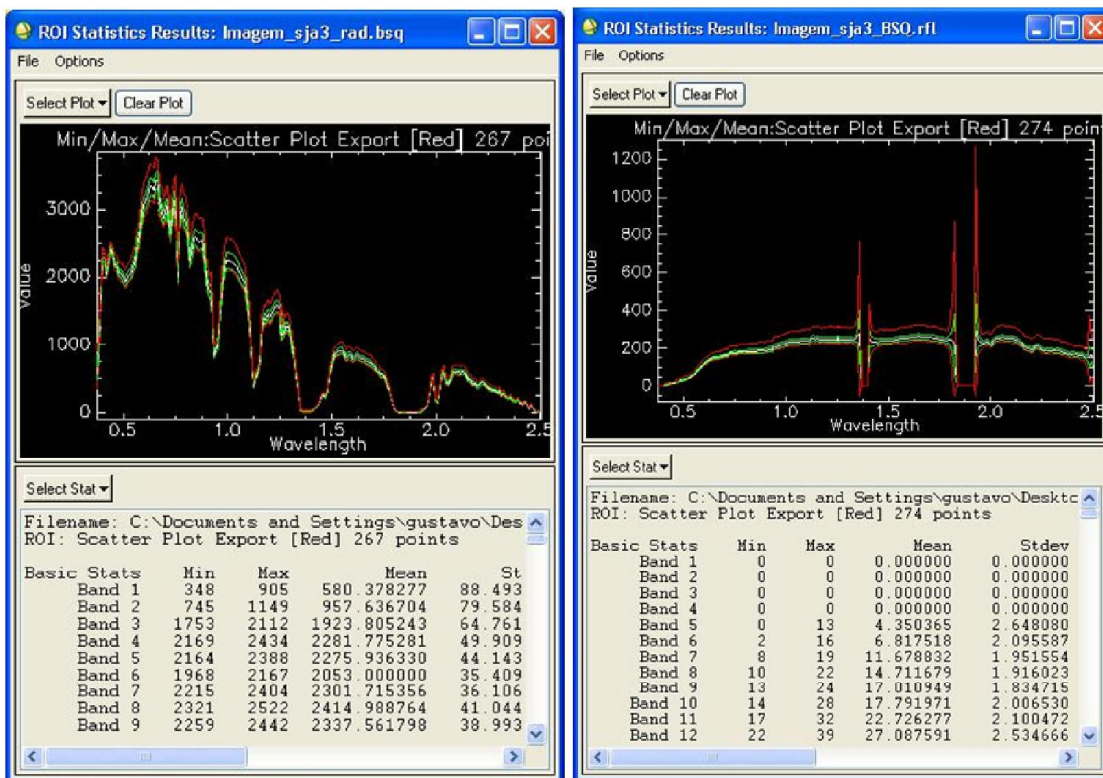 ROI Statistics Results: Imagem_sja3_rad.bsq
File Options
Select Plot Clear Plot
Min/Max/Mean:Scatter Plot Export [Red] 267 poi
3000
2000
1000
0
Value
0.5 1.0 1.5 2.0 2.5
Wavelength
Select Stat
Filename: C:\Documents and Settings\gustavo\Des
ROI: Scatter Plot Export [Red] 267 points
Basic Stats Min Max Mean St
Band 1 348 905 580.378277 88.493
Band 2 745 1149 957.636704 79.584
Band 3 1753 2112 1923.805243 64.761
Band 4 2169 2434 2281.775281 49.909
Band 5 2164 2388 2275.936330 44.143
Band 6 1968 2167 2053.000000 35.409
Band 7 2215 2404 2301.715356 36.106
Band 8 2321 2522 2414.988764 41.044
Band 9 2259 2442 2337.561798 38.993
ROI Statistics Results: Imagem_sja3_BSQ.rfl
File Options
Select Plot Clear Plot
Min/Max/Mean:Scatter Plot Export [Red] 274 point
1200
1000
800
600
400
200
0
Value
0.5 1.0 1.5 2.0 2.5
Wavelength
Select Stat
Filename: C:\Documents and Settings\gustavo\Deskto
ROI: Scatter Plot Export [Red] 274 points
Basic Stats Min Max Mean Stdev
Band 1 0 0 0.000000 0.000000
Band 2 0 0 0.000000 0.000000
Band 3 0 0 0.000000 0.000000
Band 4 0 0 0.000000 0.000000
Band 5 0 13 4.350365 2.648080
Band 6 2 16 6.817518 2.095587
Band 7 8 19 11.678832 1.951554
Band 8 10 22 14.711679 1.916023
Band 9 13 24 17.010949 1.834715
Band 10 14 28 17.791971 2.006530
Band 11 17 32 22.726277 2.100472
Band 12 22 39 27.087591 2.534666